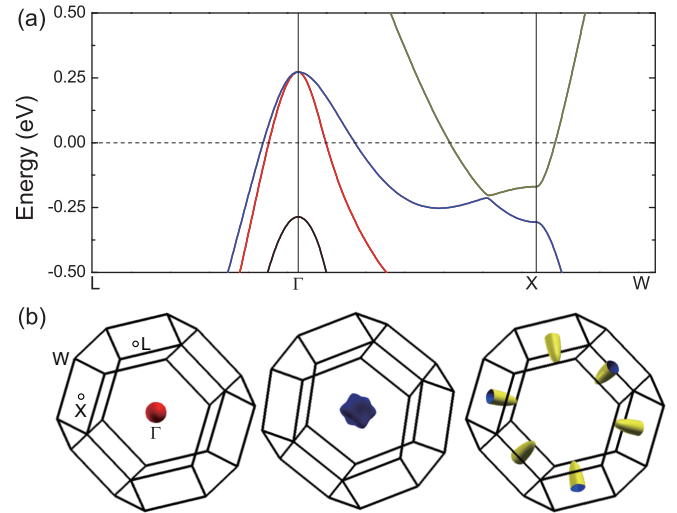 (a)
0.50
0.25
0.00
-0.25
-0.50
Energy (eV)
L Γ X W
(b)
W
L
X
Γ